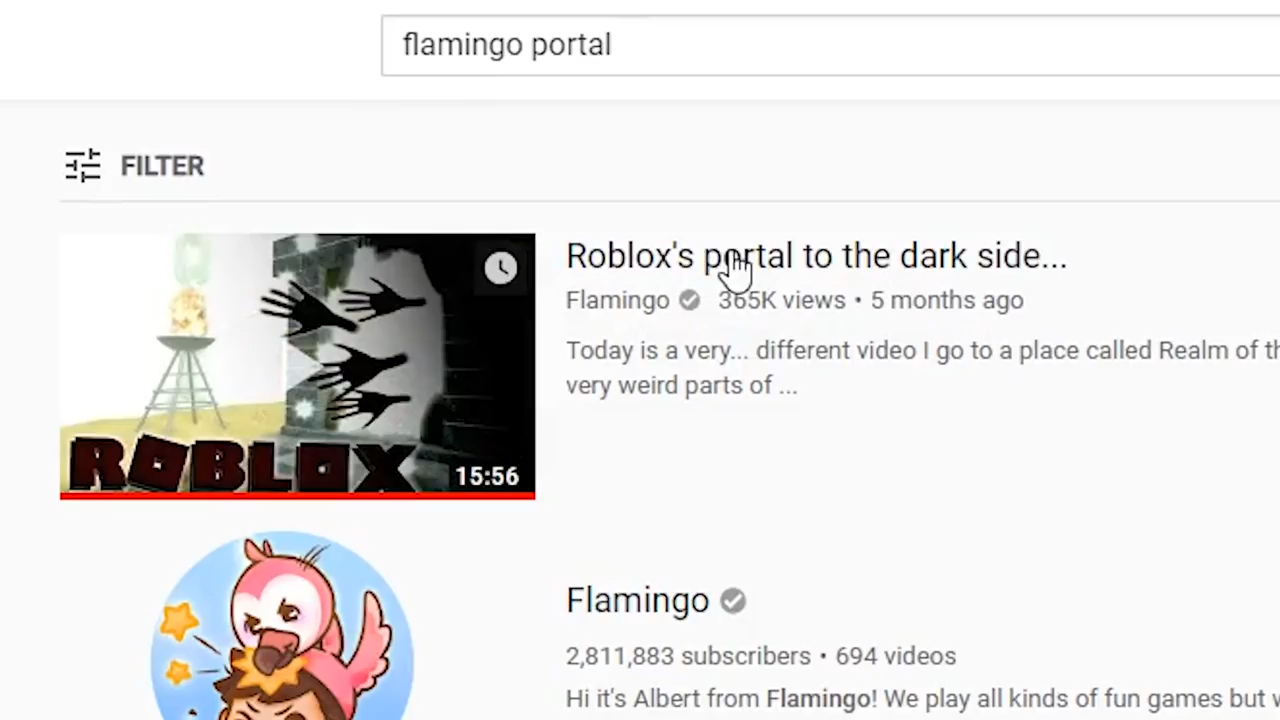 flamingo portal
FILTER
Roblox's portal to the dark side...
Flamingo 365K views • 5 months ago
Today is a very... different video I go to a place called Realm of th
very weird parts of ...
ROBLOX
15:56
Flamingo
2,811,883 subscribers • 694 videos
Hi it's Albert from Flamingo! We play all kinds of fun games but w